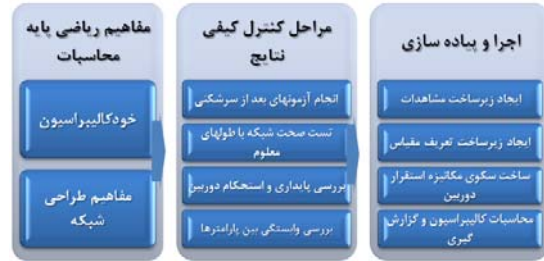 مفاهیم ریاضی پایه
محاسبات
خودکالیبراسیون
مفاهیم طراحی
شبکه
مراحل کنترل کیفی
نتایج
انجام آزمونهای بعد از سرشکنی
تست صحت شبکه با طولهای
معلوم
بررسی پایداری و استحکام دوربین
بررسی وابستگی بین پارامترها
اجرا و پیاده سازی
ایجاد زیرساخت مشاهدات
ایجاد زیرساخت تعریف مقیاس
ساخت سکوی مکانیزه استقرار
دوربین
محاسبات کالیبراسیون و گزارش
گیری